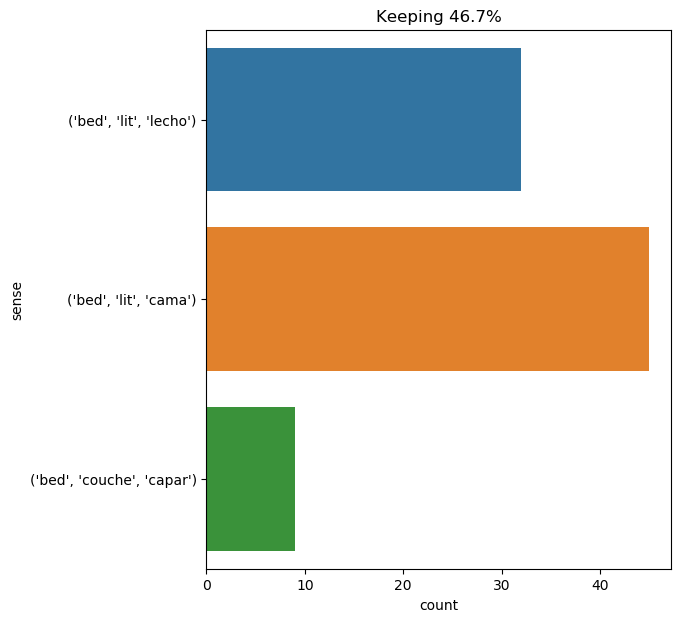 Keeping 46.7%
('bed', 'lit', 'lecho')
('bed', 'lit', 'cama')
('bed', 'couche', 'capar')
sense
0 10 20 30 40
count